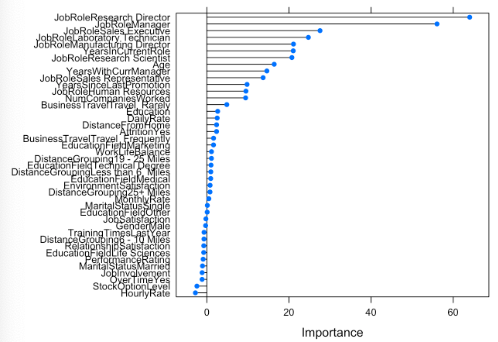 JobRoleResearch Director
JobRoleManager
JobRoleSales Executive
JobRoleLaboratory Technician
JobRoleManufacturing Director
YearsInCurrentRole
JobRoleResearch Scientist
Age
YearsWithCurrManager
JobRoleSales Representative
YearsSinceLastPromotion
JobRoleHuman Resources
NumCompaniesWorked
BusinessTravelTravel_Rarely
Education
DailyRate
DistanceFromHome
AttritionYes
BusinessTravelTravel_Frequently
EducationFieldMarketing
WorkLifeBalance
DistanceGrouping19 - 25 Miles
EducationFieldTechnical Degree
DistanceGroupingLess than 6 Miles
EducationFieldMedical
EnvironmentSatisfaction
DistanceGrouping25+ Miles
MonthlyRate
MaritalStatusSingle
EducationFieldOther
JobSatisfaction
GenderMale
TrainingTimesLastYear
DistanceGrouping6 - 10 Miles
RelationshipSatisfaction
EducationFieldLife Sciences
PerformanceRating
MaritalStatusMarried
JobInvolvement
OverTimeYes
StockOptionLevel
HourlyRate
0 20 40 60
Importance